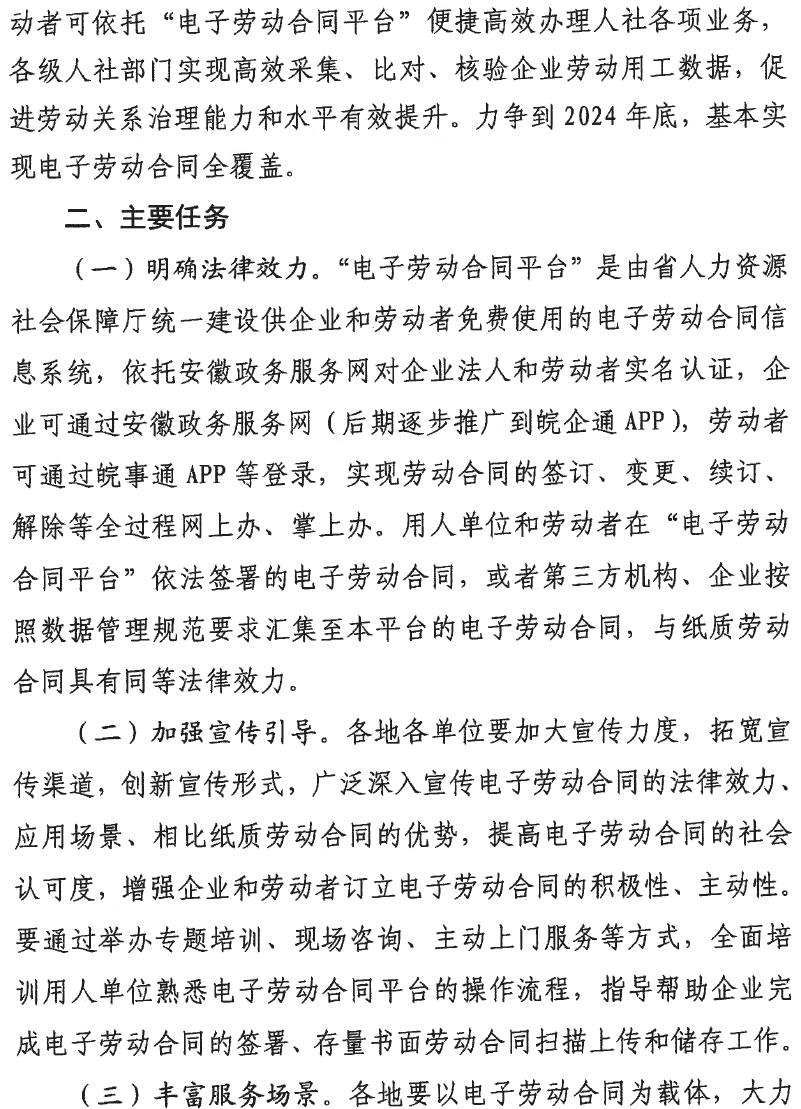 动者可依托“电子劳动合同平台”便捷高效办理人社各项业务，
各级人社部门实现高效采集、比对、核验企业劳动用工数据，促
进劳动关系治理能力和水平有效提升。力争到 2024 年底，基本实
现电子劳动合同全覆盖。
二、主要任务
（一）明确法律效力。“电子劳动合同平台”是由省人力资源
社会保障厅统一建设供企业和劳动者免费使用的电子劳动合同信
息系统，依托安徽政务服务网对企业法人和劳动者实名认证，企
业可通过安徽政务服务网（后期逐步推广到皖企通 APP），劳动者
可通过皖事通 APP 等登录，实现劳动合同的签订、变更、续订、
解除等全过程网上办、掌上办。用人单位和劳动者在“电子劳动
合同平台”依法签署的电子劳动合同，或者第三方机构、企业按
照数据管理规范要求汇集至本平台的电子劳动合同，与纸质劳动
合同具有同等法律效力。
（二）加强宣传引导。各地各单位要加大宣传力度，拓宽宣
传渠道，创新宣传形式，广泛深入宣传电子劳动合同的法律效力、
应用场景、相比纸质劳动合同的优势，提高电子劳动合同的社会
认可度，增强企业和劳动者订立电子劳动合同的积极性、主动性。
要通过举办专题培训、现场咨询、主动上门服务等方式，全面培
训用人单位熟悉电子劳动合同平台的操作流程，指导帮助企业完
成电子劳动合同的签署、存量书面劳动合同扫描上传和储存工作。
（三）丰富服务场景。各地要以电子劳动合同为载体，大力